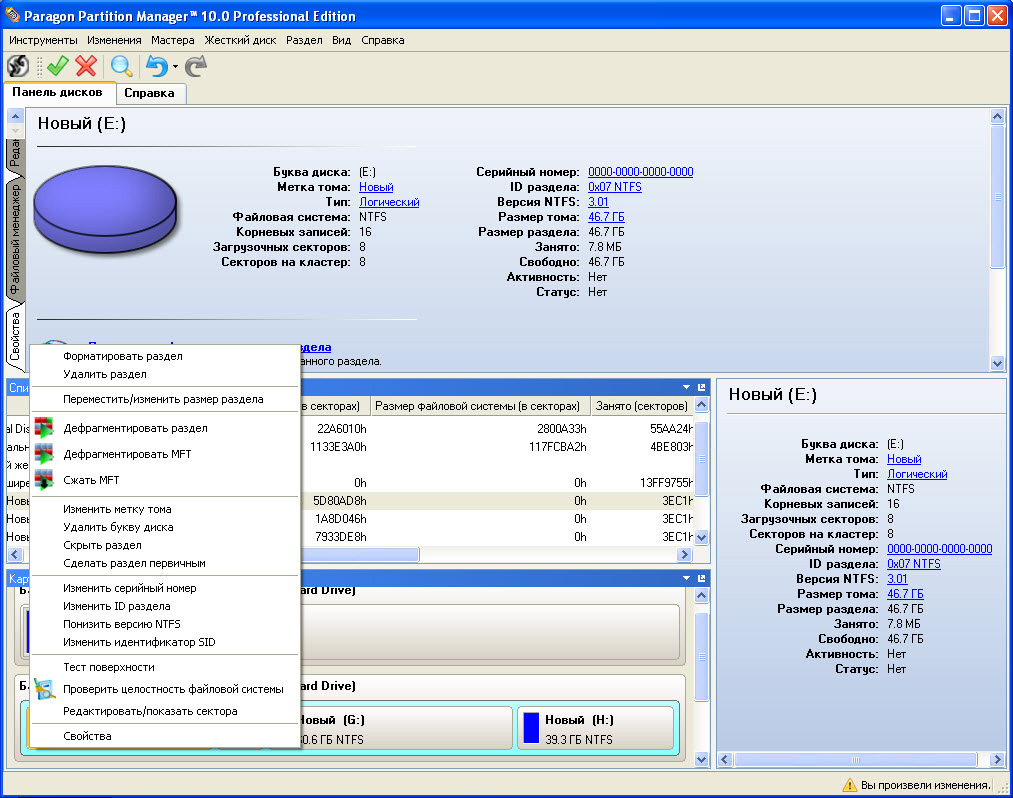 Paragon Partition Manager™ 10.0 Professional Edition
Инструменты Изменения Мастера Жесткий диск Раздел Вид Справка
Панель дисков Справка
Редак
Файловый менеджер
Свойства
Новый (E:)
Буква диска: (E:)
Метка тома: Новый
Тип: Логический
Файловая система: NTFS
Корневых записей: 16
Загрузочных секторов: 8
Секторов на кластер: 8
Серийный номер: 0000-0000-0000-0000
ID раздела: 0x07 NTFS
Версия NTFS: 3.01
Размер тома: 46.7 ГБ
Размер раздела: 46.7 ГБ
Занято: 7.8 МБ
Свободно: 46.7 ГБ
Активность: Нет
Статус: Нет
здела
анного раздела.
Форматировать раздел
Удалить раздел
Переместить/изменить размер раздела
Дефрагментировать раздел
Дефрагментировать MFT
Сжать MFT
Изменить метку тома
Удалить букву диска
Скрыть раздел
Сделать раздел первичным
Изменить серийный номер
Изменить ID раздела
Понизить версию NTFS
Изменить идентификатор SID
Тест поверхности
Проверить целостность файловой системы
Редактировать/показать сектора
Свойства
Спи
в секторах) Размер файловой системы (в секторах) Занято (секторов)
al Dis 22A6010h 2800A33h 55AA24h
альн 1133E3A0h 117FCBA2h 4BE803h
й же
шире 0h 0h 13FF9755h
Новы 5D80AD8h 0h 3EC1h
Новы 1A8D046h 0h 3EC1h
Новы 7933DE8h 0h 3EC1h
Кар
Б ard Drive)
Б ard Drive)
Новый (G:)
0.6 ГБ NTFS
Новый (H:)
39.3 ГБ NTFS
Новый (E:)
Буква диска: (E:)
Метка тома: Новый
Тип: Логический
Файловая система: NTFS
Корневых записей: 16
Загрузочных секторов: 8
Секторов на кластер: 8
Серийный номер: 0000-0000-0000-0000
ID раздела: 0x07 NTFS
Версия NTFS: 3.01
Размер тома: 46.7 ГБ
Размер раздела: 46.7 ГБ
Занято: 7.8 МБ
Свободно: 46.7 ГБ
Активность: Нет
Статус: Нет
Вы произвели изменения.